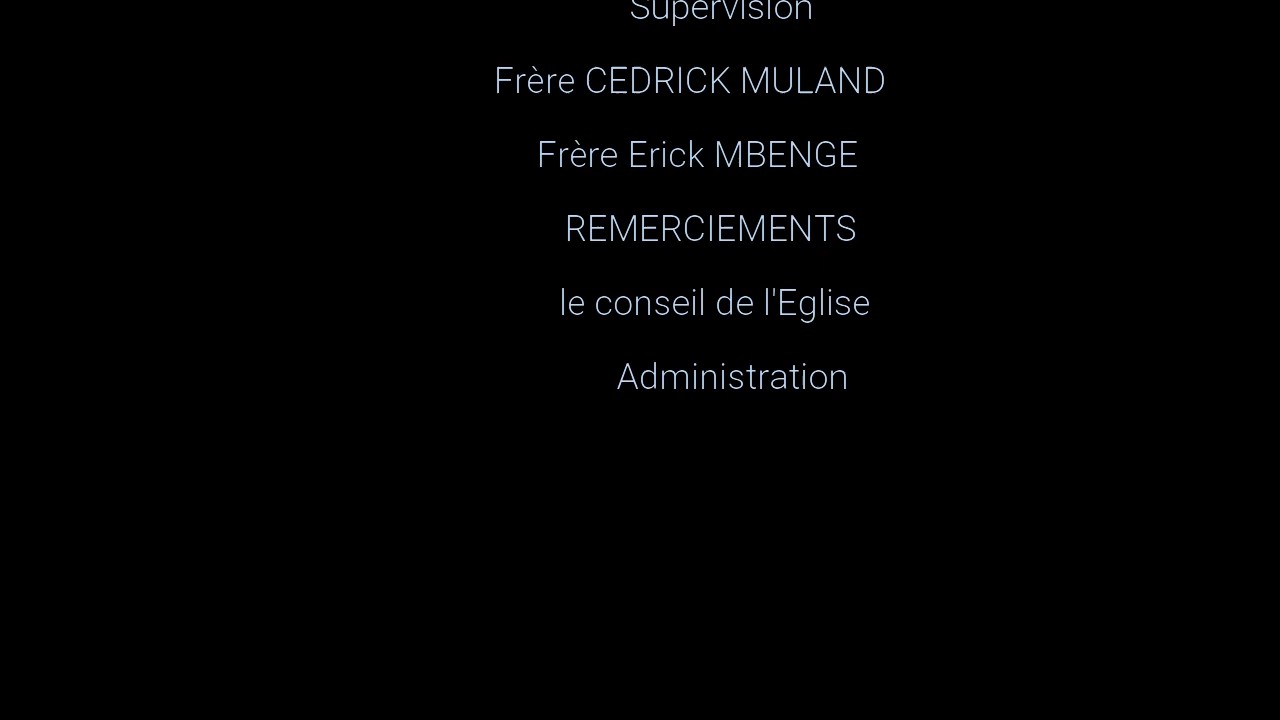 Supervision
Frère CEDRICK MULAND
Frère Erick MBENGE
REMERCIEMENTS
le conseil de l'Eglise
Administration